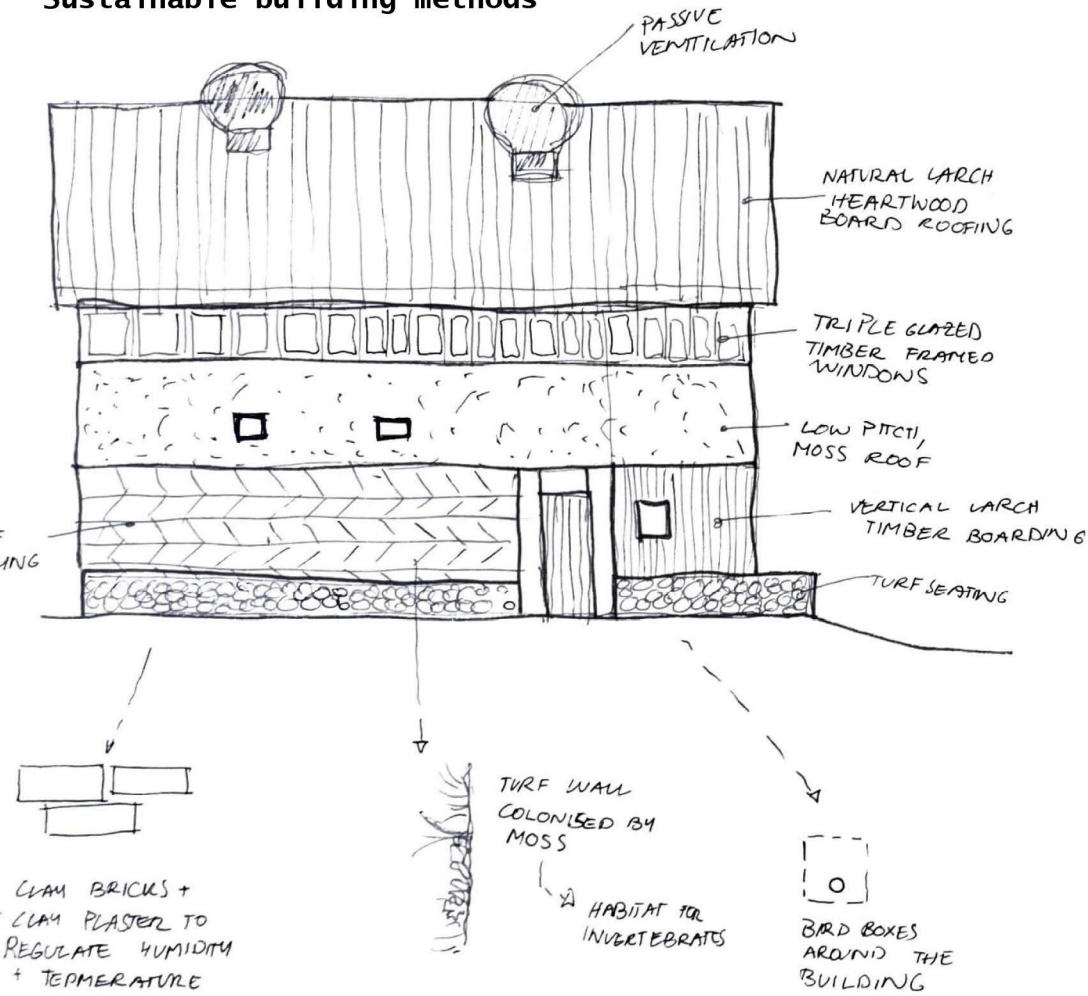 Sustainable building methods
PASSIVE
VENTILATION
NATURAL LARCH
HEARTWOOD
BOARD ROOFING
TRIPLE GLAZED
TIMBER FRAMED
WINDOWS
LOW PITCH,
MOSS ROOF
VERTICAL LARCH
TIMBER BOARDING
TURF SEATING
CLAY BRICKS +
CLAY PLASTER TO
REGULATE HUMIDITY
+ TEPMERATURE
TURF WALL
COLONISED BY
MOSS
HABITAT FOR
INVERTEBRATES
BIRD BOXES
AROUND THE
BUILDING